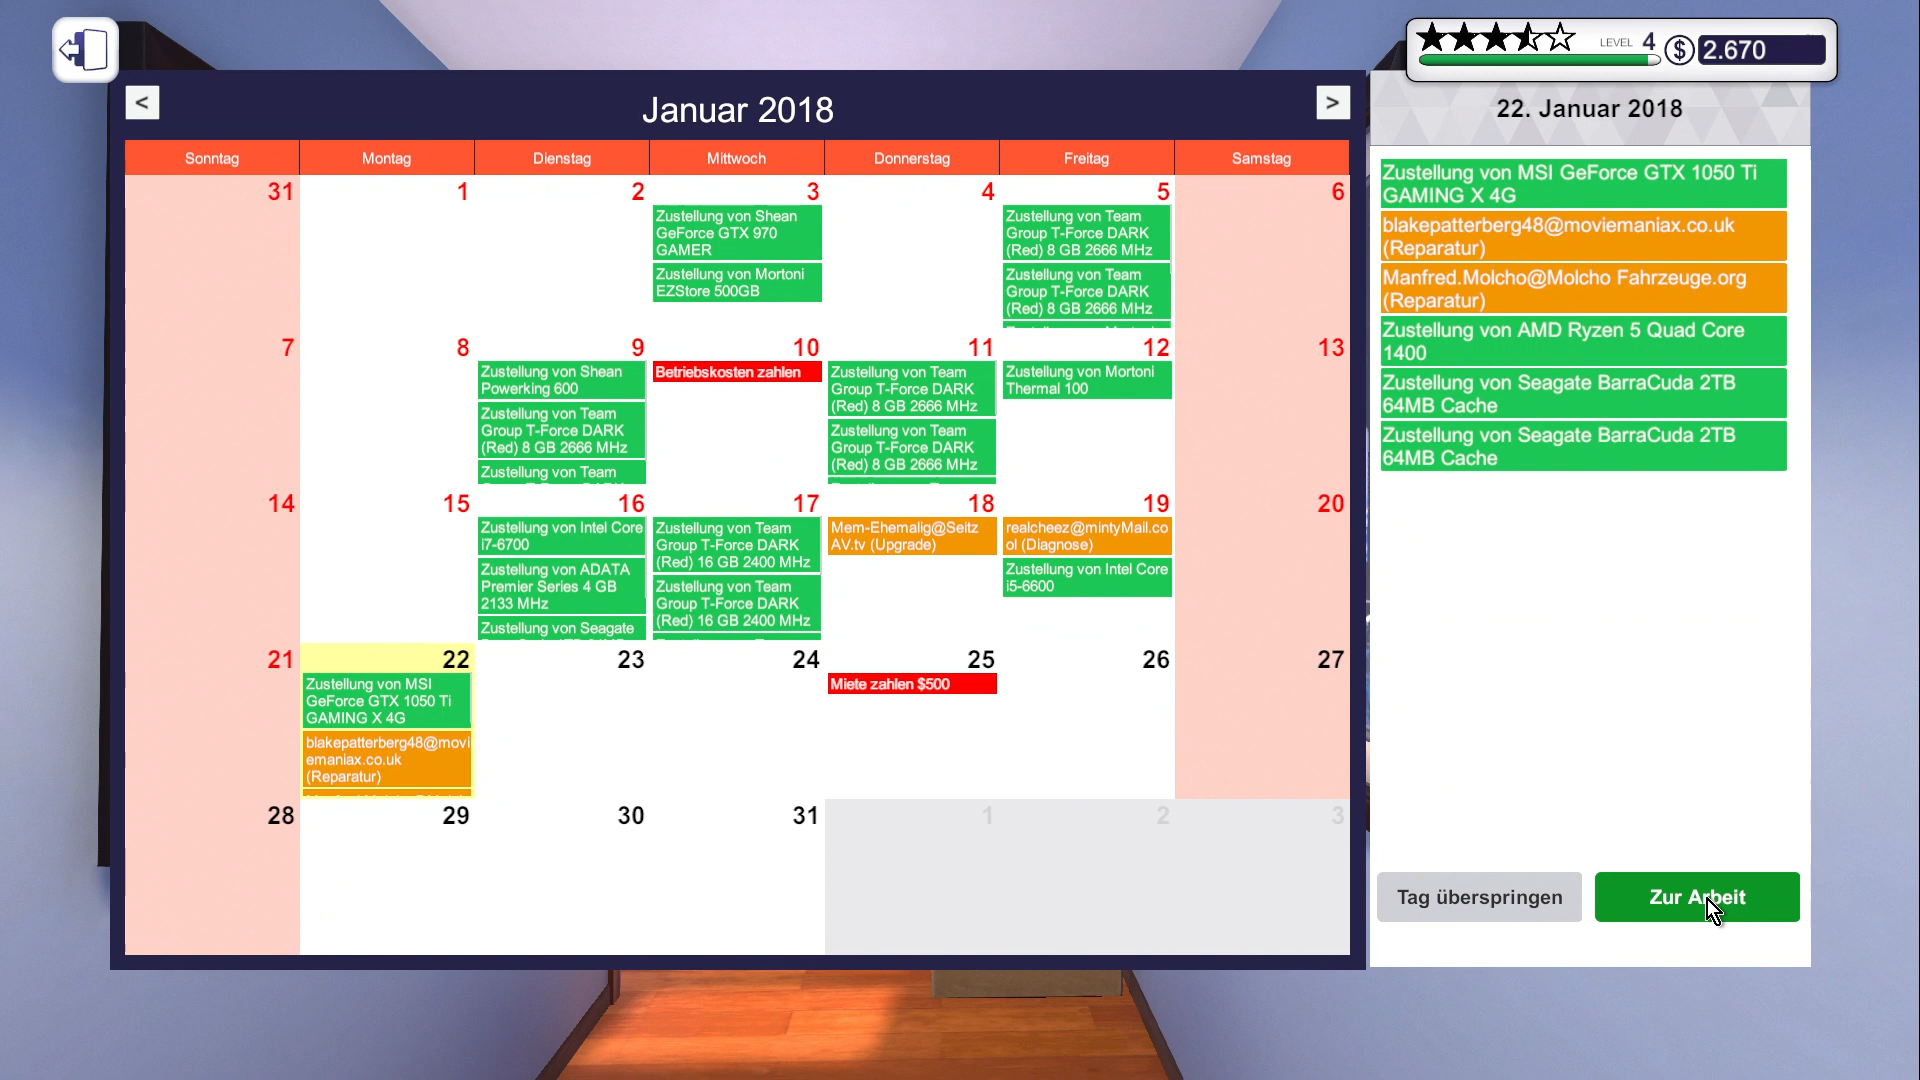 LEVEL 4
$ 2.670
< Januar 2018 >
Sonntag Montag Dienstag Mittwoch Donnerstag Freitag Samstag
31 1 2 3 4 5 6
Zustellung von Shean
GeForce GTX 970
GAMER
Zustellung von Mortoni
EZStore 500GB
Zustellung von Team
Group T-Force DARK
(Red) 8 GB 2666 MHz
Zustellung von Team
Group T-Force DARK
(Red) 8 GB 2666 MHz
7 8 9 10 11 12 13
Zustellung von Shean
Powerking 600
Zustellung von Team
Group T-Force DARK
(Red) 8 GB 2666 MHz
Zustellung von Team
Betriebskosten zahlen
Zustellung von Team
Group T-Force DARK
(Red) 8 GB 2666 MHz
Zustellung von Team
Group T-Force DARK
(Red) 8 GB 2666 MHz
Zustellung von Mortoni
Thermal 100
14 15 16 17 18 19 20
Zustellung von Intel Core
i7-6700
Zustellung von ADATA
Premier Series 4 GB
2133 MHz
Zustellung von Seagate
Zustellung von Team
Group T-Force DARK
(Red) 16 GB 2400 MHz
Zustellung von Team
Group T-Force DARK
(Red) 16 GB 2400 MHz
Mem-Ehemalig@Seitz
AV.tv (Upgrade)
realcheez@mintyMail.co
ol (Diagnose)
Zustellung von Intel Core
i5-6600
21 22 23 24 25 26 27
Zustellung von MSI
GeForce GTX 1050 Ti
GAMING X 4G
blakepatterberg48@movi
emaniax.co.uk
(Reparatur)
Miete zahlen $500
28 29 30 31 1 2 3
22. Januar 2018
Zustellung von MSI GeForce GTX 1050 Ti
GAMING X 4G
blakepatterberg48@moviemaniax.co.uk
(Reparatur)
Manfred.Molcho@Molcho Fahrzeuge.org
(Reparatur)
Zustellung von AMD Ryzen 5 Quad Core
1400
Zustellung von Seagate BarraCuda 2TB
64MB Cache
Zustellung von Seagate BarraCuda 2TB
64MB Cache
Tag überspringen
Zur Arbeit